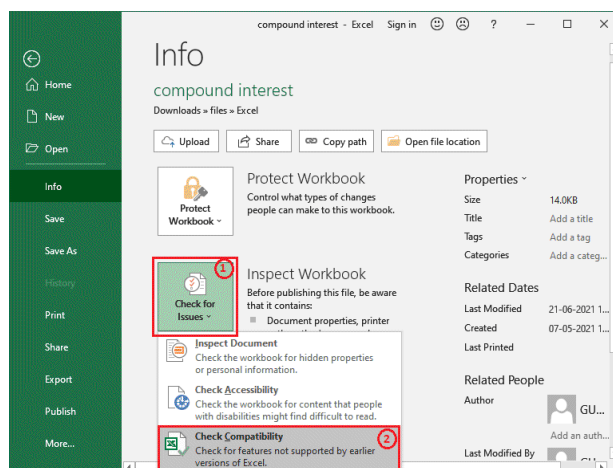 compound interest - Excel Sign in ?
Info
Home
New
Open
Info
Save
Save As
History
Print
Share
Export
Publish
More...
compound interest
Downloads » files » Excel
Upload Share Copy path Open file location
Protect
Workbook
Protect Workbook
Control what types of changes
people can make to this workbook.
1
Check for
Issues
Inspect Workbook
Before publishing this file, be aware
that it contains:
Document properties, printer
Inspect Document
Check the workbook for hidden properties
or personal information.
Check Accessibility
Check the workbook for content that people
with disabilities might find difficult to read.
2
Check Compatibility
Check for features not supported by earlier
versions of Excel.
Properties
Size 14.0KB
Title Add a title
Tags Add a tag
Categories Add a categ...
Related Dates
Last Modified 21-06-2021 1...
Created 07-05-2021 1...
Last Printed
Related People
Author GU...
Add an auth...
Last Modified By